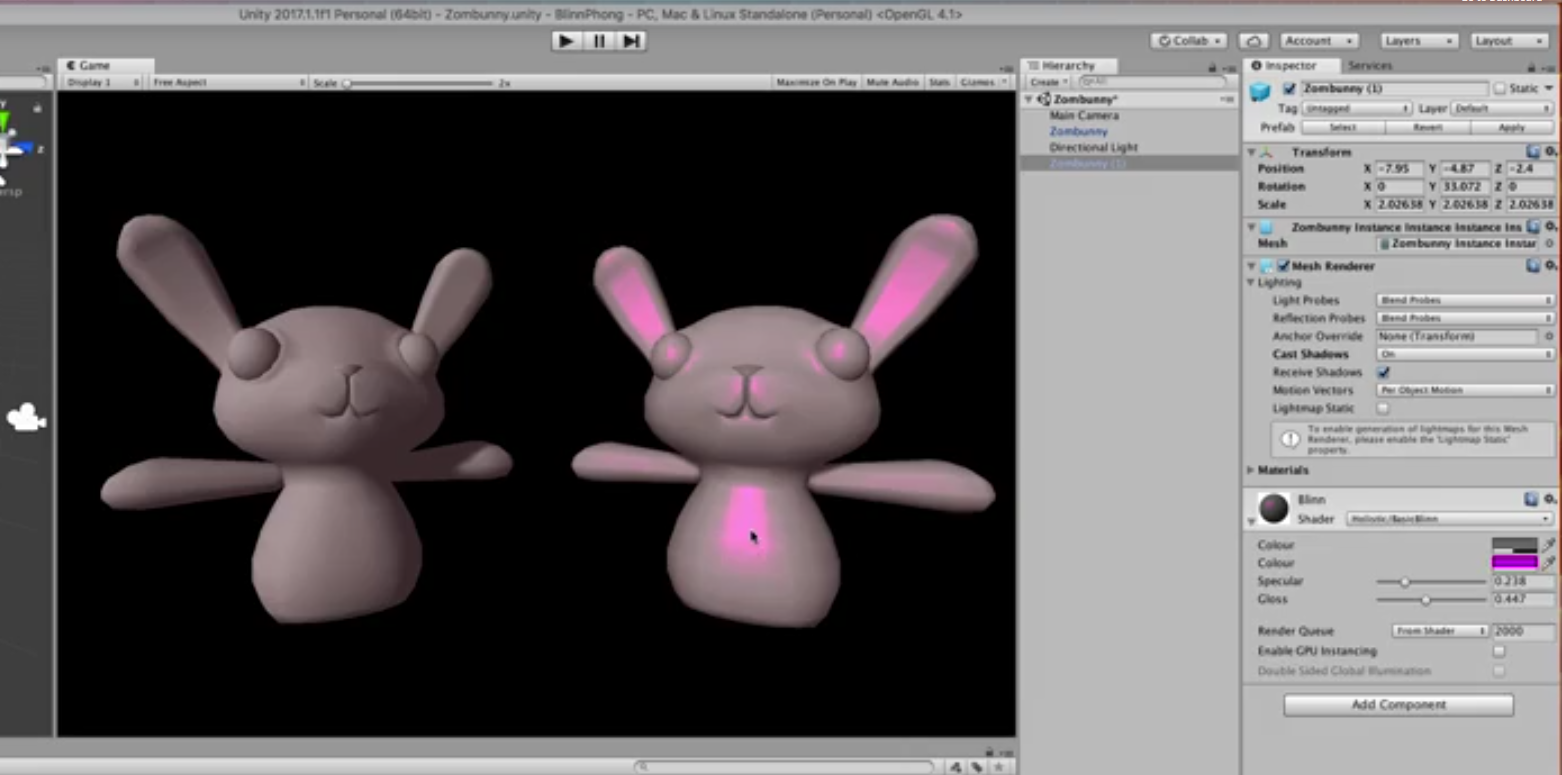 Unity 2017.1.1f1 Personal (64bit) - Zombunny.unity - BlinnPhong - PC, Mac & Linux Standalone (Personal) <OpenGL 4.1>
Collab
Account
Layers
Layout
Game
Display 1
Free Aspect
Scale
2x
Maximize On Play
Mute Audio
Stats
Gizmos
Hierarchy
Create
All
Zombunny*
Main Camera
Zombunny
Directional Light
Zombunny (1)
Inspector
Services
Zombunny (1)
Static
Tag Untagged
Layer Default
Prefab
Select
Revert
Apply
Transform
Position X -7.95 Y -4.87 Z -2.4
Rotation X 0 Y 33.072 Z 0
Scale X 2.02638 Y 2.02638 Z 2.02638
Zombunny Instance Instance Instance Ins
Mesh Zombunny Instance Instar
Mesh Renderer
Lighting
Light Probes Blend Probes
Reflection Probes Blend Probes
Anchor Override None (Transform)
Cast Shadows On
Receive Shadows
Motion Vectors Per Object Motion
Lightmap Static
To enable generation of lightmaps for this Mesh
Renderer, please enable the 'Lightmap Static'
property.
Materials
Blinn
Shader Holistic/BasicBlinn
Colour
Colour
Specular 0.238
Gloss 0.447
Render Queue From Shader 2000
Enable GPU Instancing
Double Sided Global Illumination
Add Component
y
z
ersp